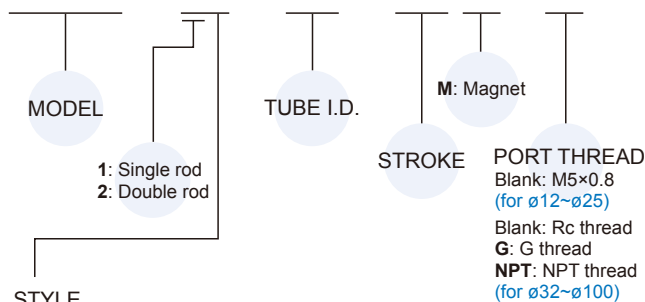 MODEL
1: Single rod
2: Double rod
TUBE I.D.
STROKE
M: Magnet
PORT THREAD
Blank: M5×0.8
(for ø12~ø25)
Blank: Rc thread
G: G thread
NPT: NPT thread
(for ø32~ø100)
STYLE